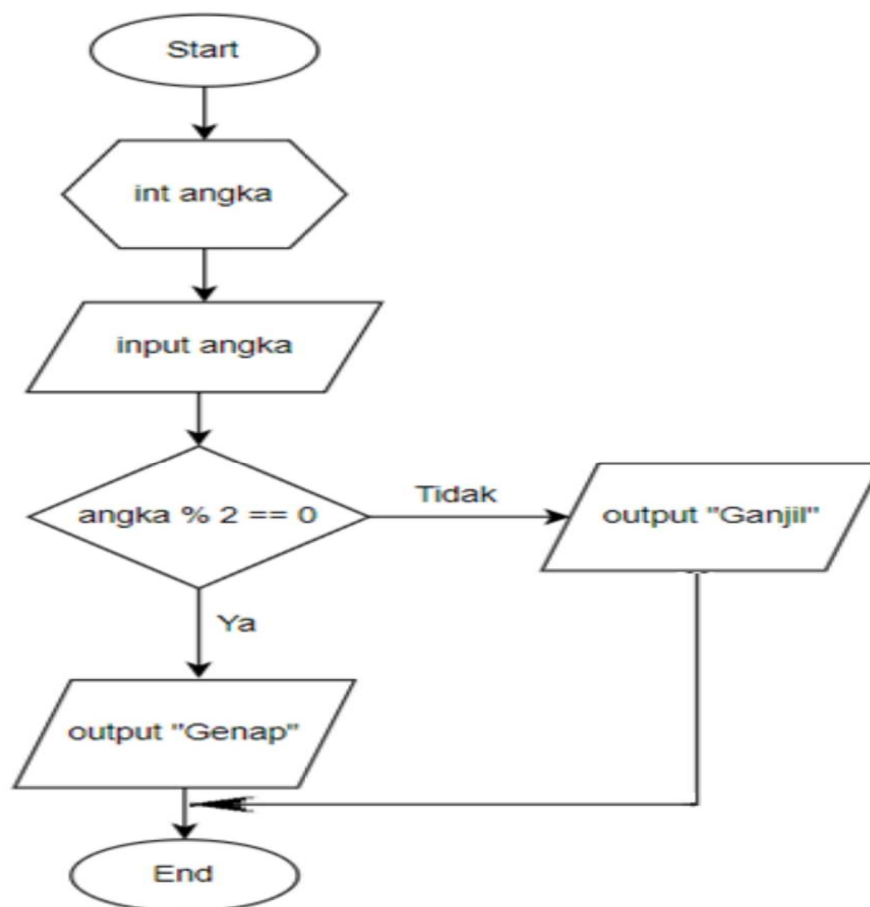 Start
int angka
input angka
angka % 2 == 0
Tidak
output "Ganjil"
Ya
output "Genap"
End